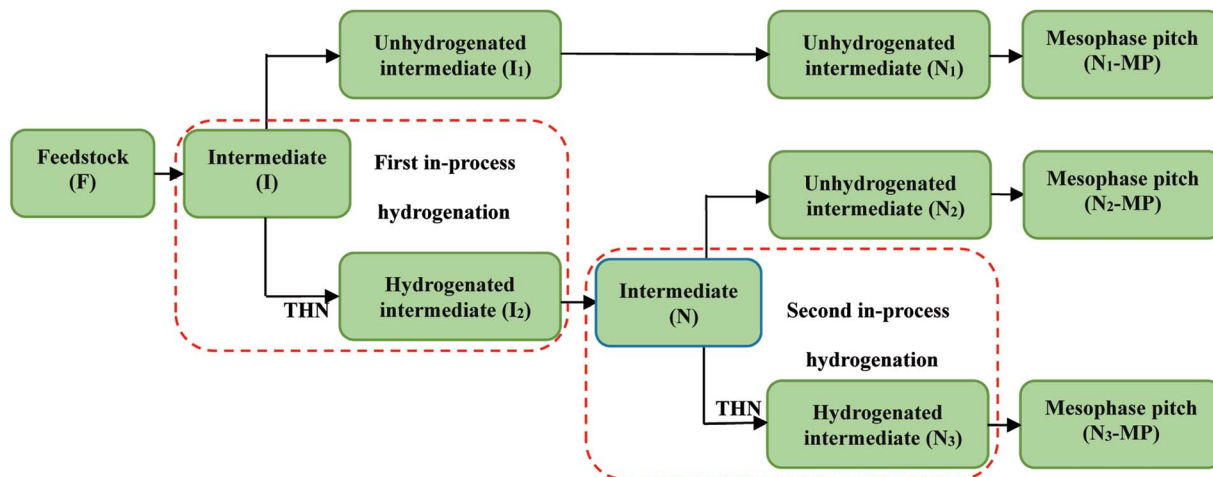 Unhydrogenated
intermediate (I₁)
Unhydrogenated
intermediate (N₁)
Mesophase pitch
(N₁-MP)
Feedstock
(F)
Intermediate
(I)
First in-process
hydrogenation
Unhydrogenated
intermediate (N₂)
Mesophase pitch
(N₂-MP)
THN
Hydrogenated
intermediate (I₂)
Intermediate
(N)
Second in-process
hydrogenation
THN
Hydrogenated
intermediate (N₃)
Mesophase pitch
(N₃-MP)